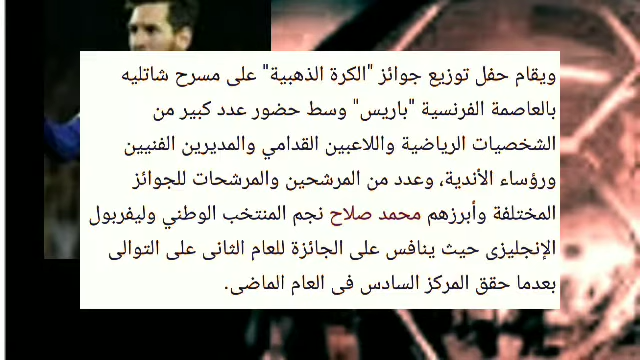 ويقام حفل توزيع جوائز "الكرة الذهبية" على مسرح شاتليه
بالعاصمة الفرنسية "باريس" وسط حضور عدد كبير من
الشخصيات الرياضية واللاعبين القدامي والمديرين الفنيين
ورؤساء الأندية، وعدد من المرشحين والمرشحات للجوائز
المختلفة وأبرزهم محمد صلاح نجم المنتخب الوطني وليفربول
الإنجليزى حيث ينافس على الجائزة للعام الثانى على التوالى
بعدما حقق المركز السادس فى العام الماضى.